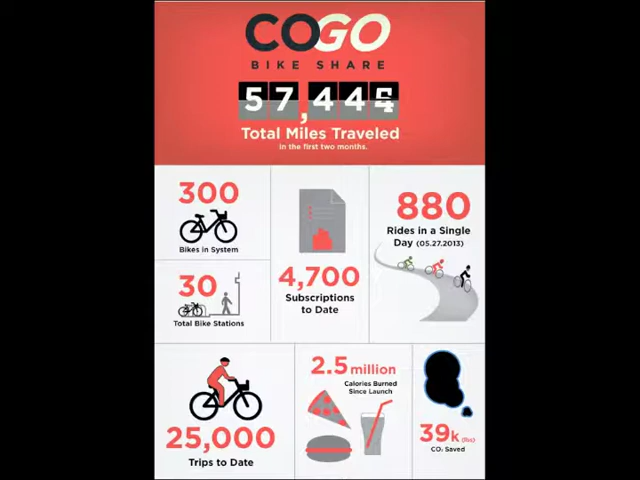 COGO
BIKE SHARE
57,444
Total Miles Traveled
in the first two months.
300
Bikes in System
30
Total Bike Stations
4,700
Subscriptions
to Date
880
Rides in a Single
Day (05.27.2013)
25,000
Trips to Date
2.5 million
Calories Burned
Since Launch
39k (lbs)
CO₂ Saved